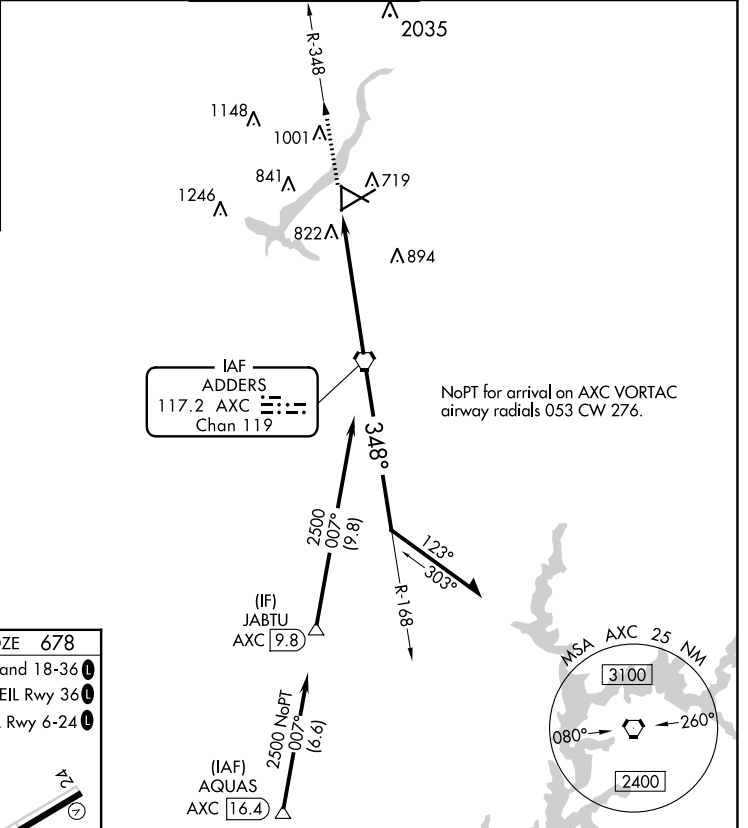 2035
R-348
1148
1001
841
719
1246
822
894
IAF
ADDERS
117.2 AXC
Chan 119
NoPT for arrival on AXC VORTAC
airway radials 053 CW 276.
348°
2500
007°
(9.8)
123°
303°
R-168
(IF)
JABTU
AXC 9.8
2500 NoPT
007°
(6.6)
(IAF)
AQUAS
AXC 16.4
MSA AXC 25 NM
3100
080°
260°
2400
678
and 18-36 L
EIL Rwy 36 L
Rwy 6-24 L
24
V